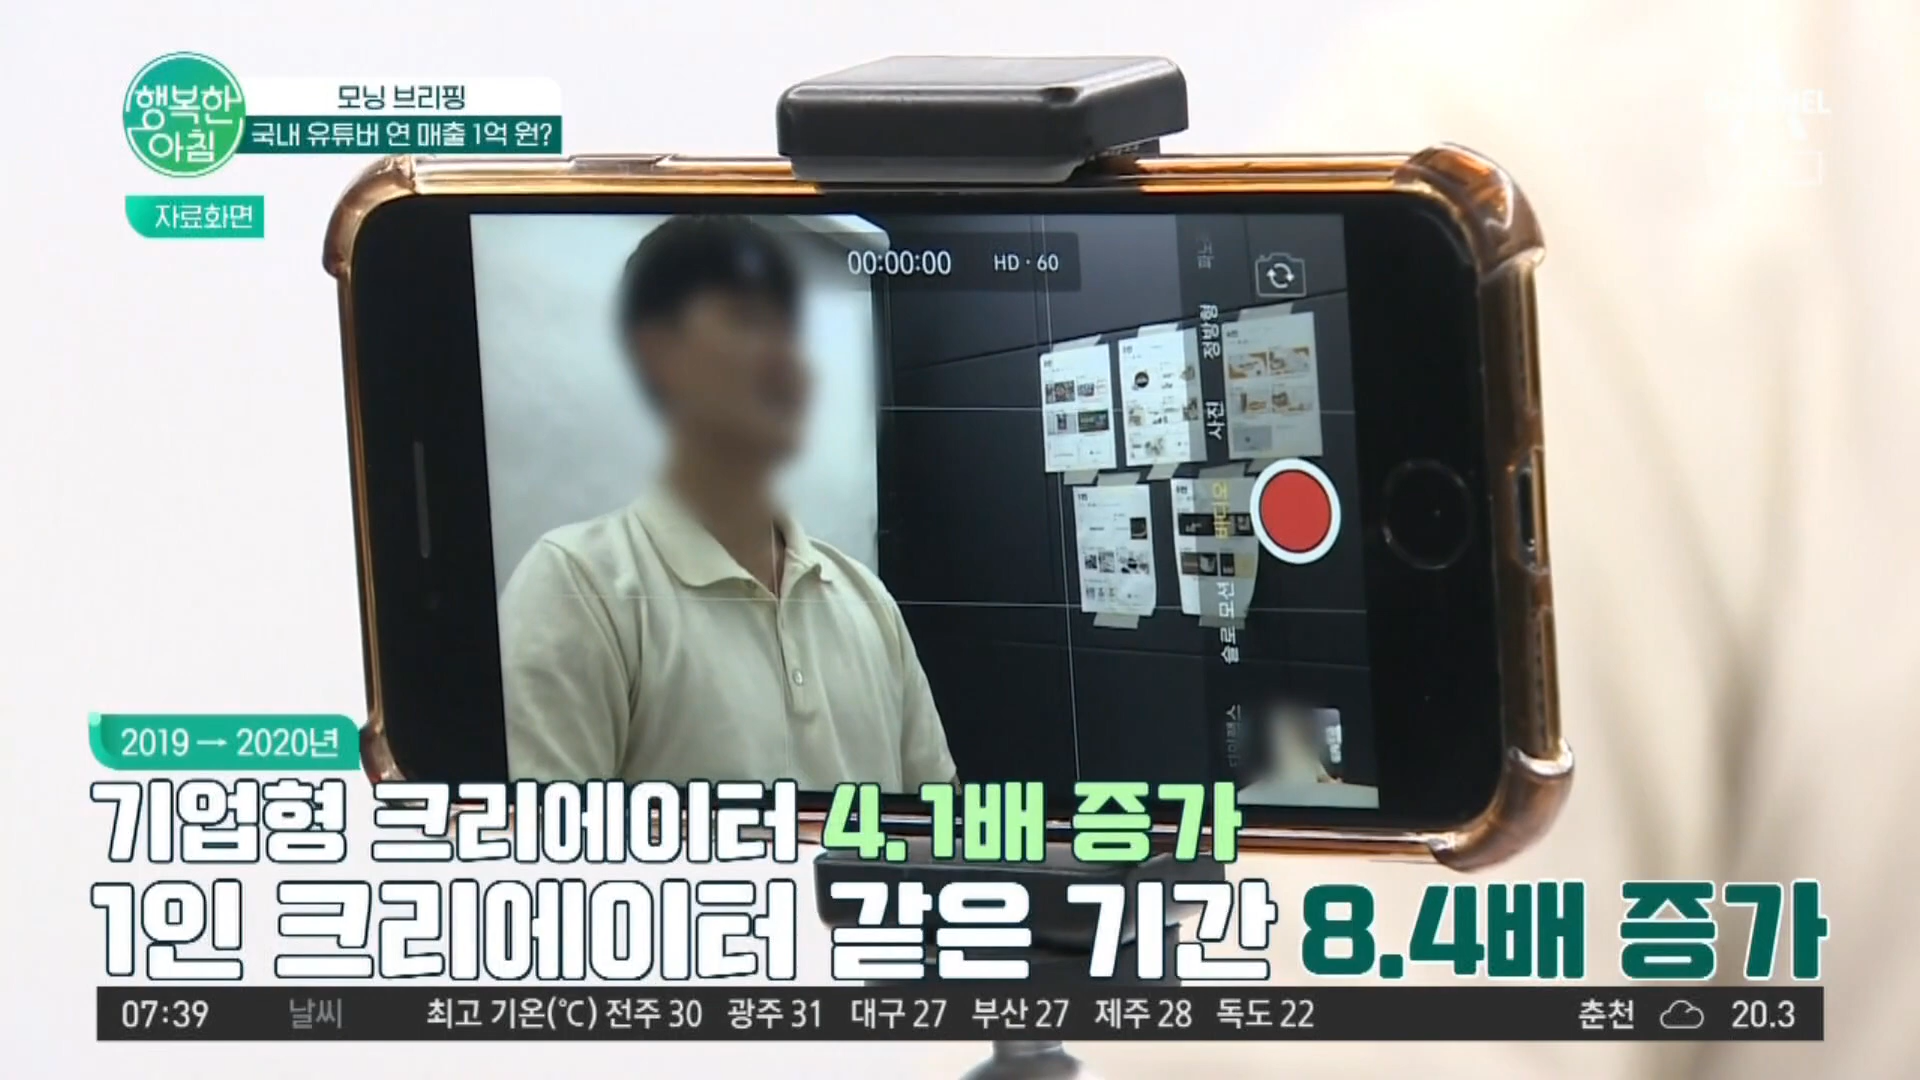 행복한
아침
모닝 브리핑
국내 유튜버 연 매출 1억 원?
자료화면
00:00:00
HD · 60
정방형
사진
비디오
슬로 모션
2019 → 2020년
기업형 크리에이터 4.1배 증가
1인 크리에이터 같은 기간 8.4배 증가
07:39 날씨 최고 기온(℃) 전주 30 광주 31 대구 27 부산 27 제주 28 독도 22 춘천 20.3